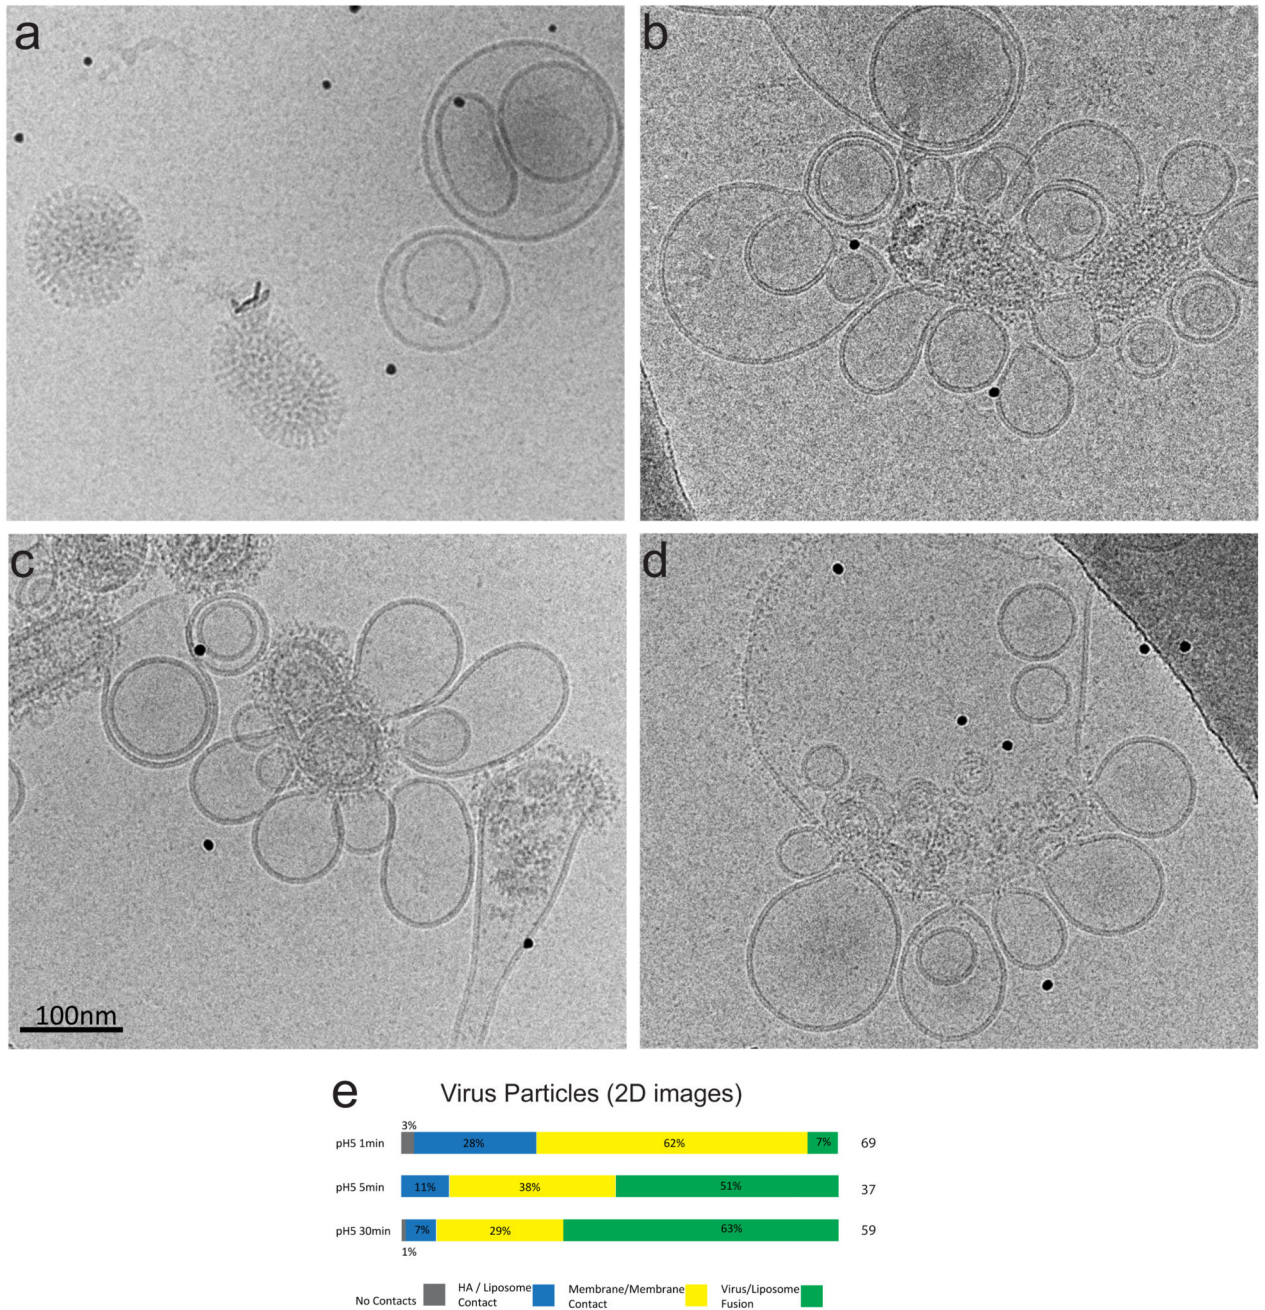 a
b
c
d
100nm
e
Virus Particles (2D images)
3%
pH5 1min
28%
62%
7%
69
pH5 5min
11%
38%
51%
37
pH5 30min
7%
29%
63%
59
1%
No Contacts
HA / Liposome
Contact
Membrane/Membrane
Contact
Virus/Liposome
Fusion